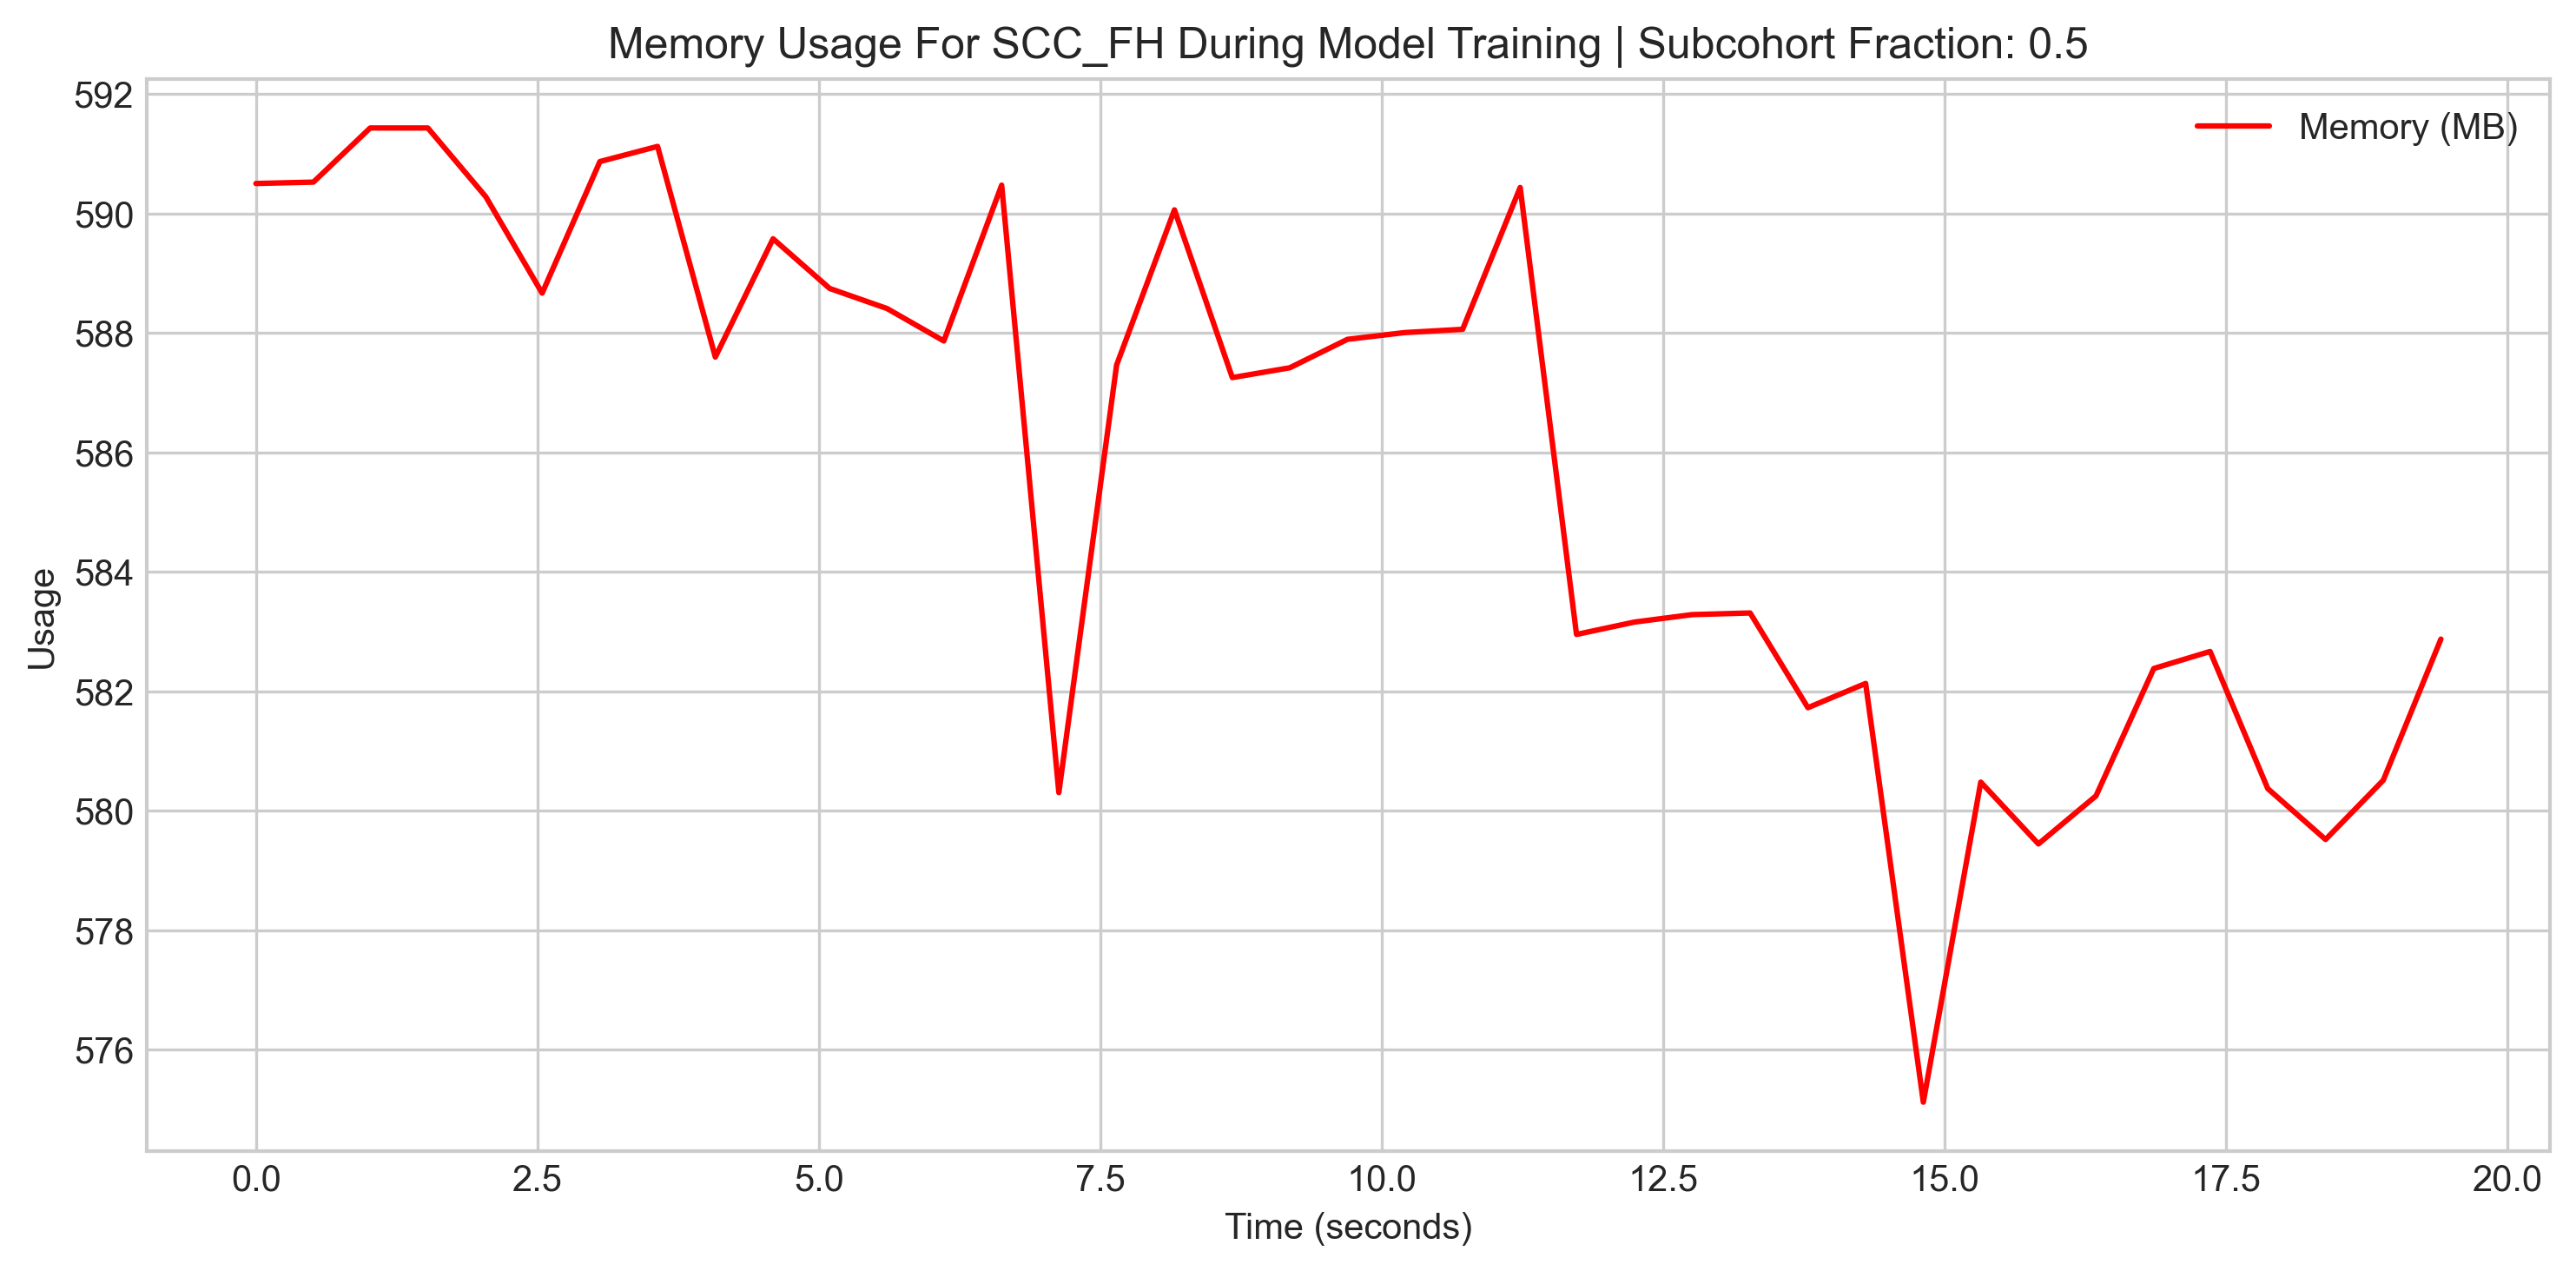 Memory Usage For SCC_FH During Model Training | Subcohort Fraction: 0.5
Memory (MB)
Usage
592
590
588
586
584
582
580
578
576
0.0 2.5 5.0 7.5 10.0 12.5 15.0 17.5 20.0
Time (seconds)